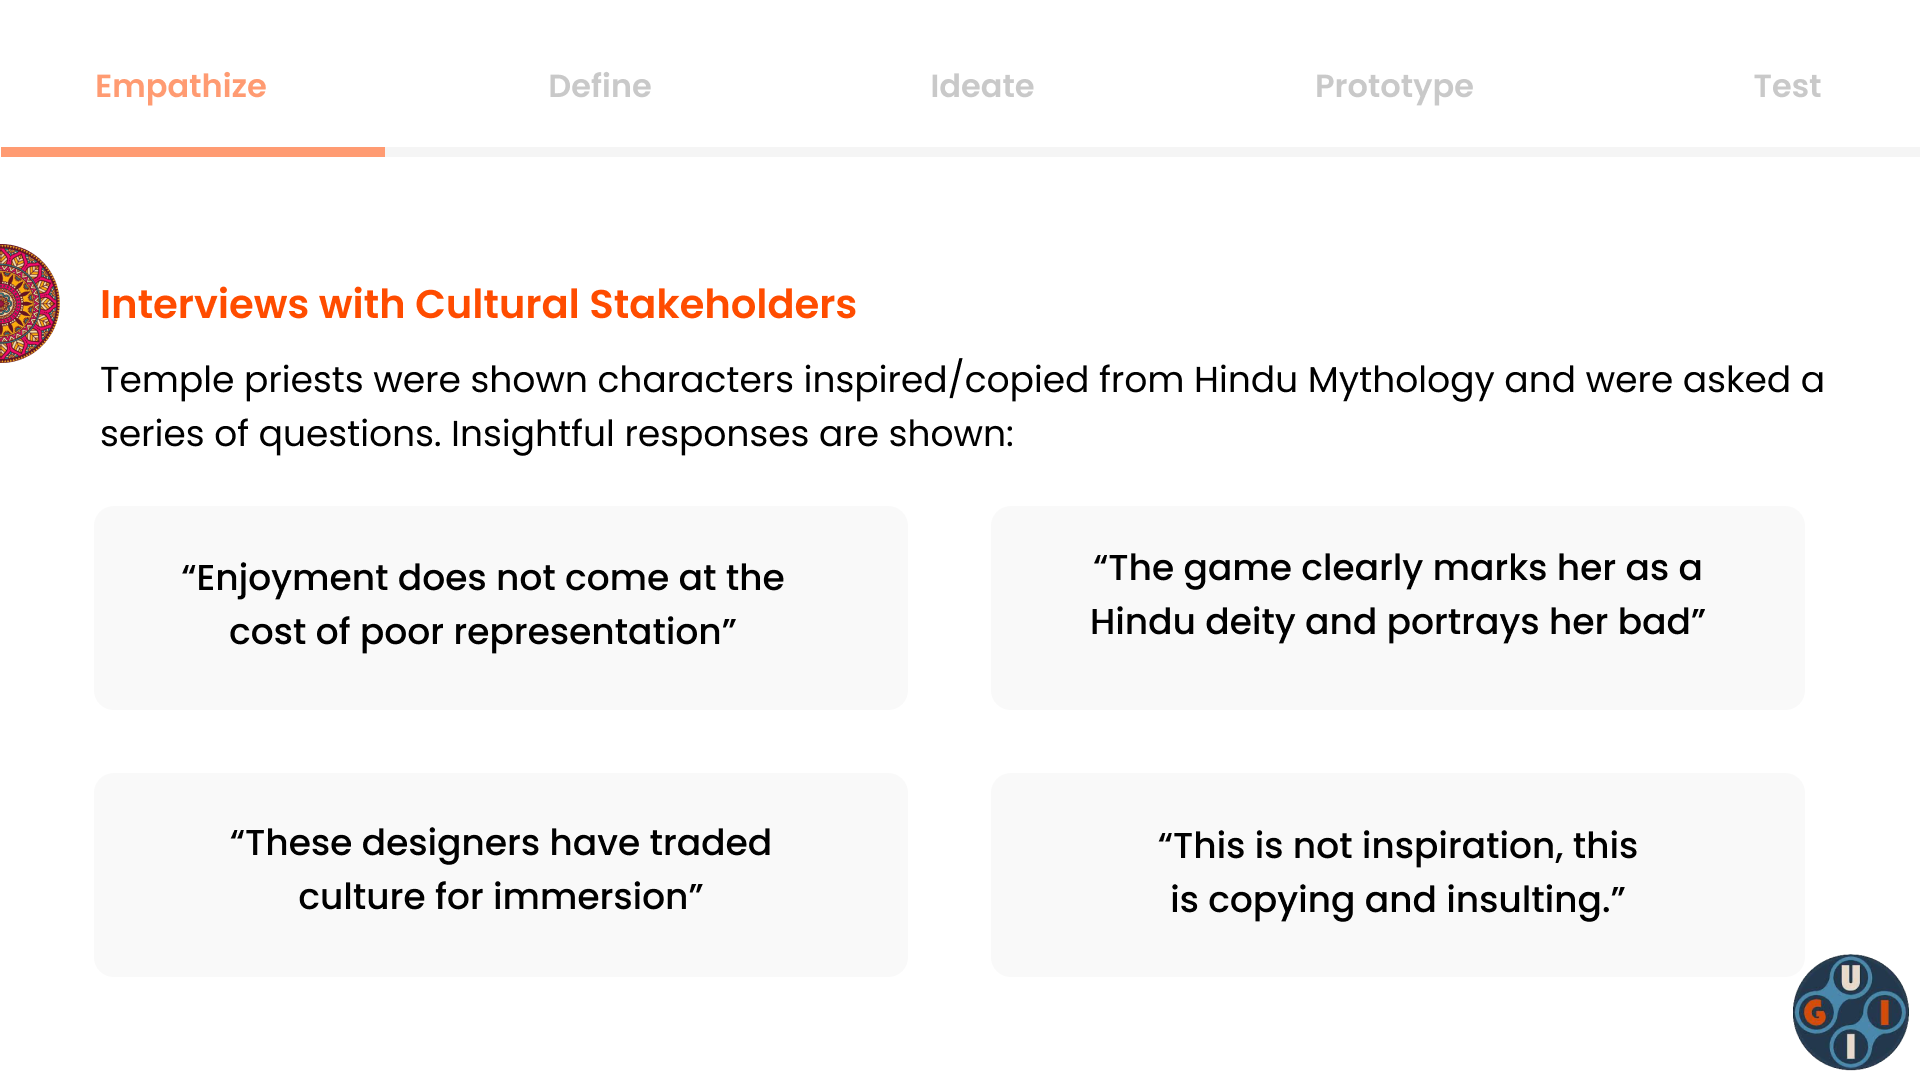 Empathize
Define
Ideate
Prototype
Test
Interviews with Cultural Stakeholders
Temple priests were shown characters inspired/copied from Hindu Mythology and were asked a
series of questions. Insightful responses are shown:
“Enjoyment does not come at the
cost of poor representation”
“The game clearly marks her as a
Hindu deity and portrays her bad”
“These designers have traded
culture for immersion”
“This is not inspiration, this
is copying and insulting.”
U
G I
I